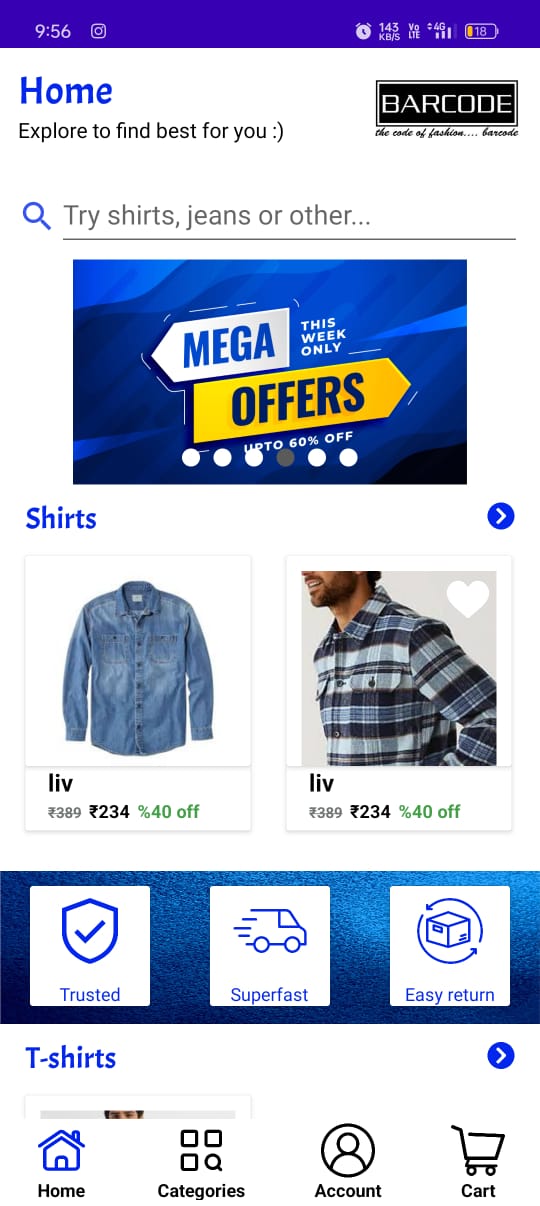 9:56
143
KB/S
Vo
LTE
4G
18
Home
Explore to find best for you :)
BARCODE
the code of fashion.... barcode
Try shirts, jeans or other...
MEGA
THIS
WEEK
ONLY
OFFERS
UPTO 60% OFF
Shirts
liv
₹389 ₹234 %40 off
liv
₹389 ₹234 %40 off
Trusted
Superfast
Easy return
T-shirts
Home
Categories
Account
Cart